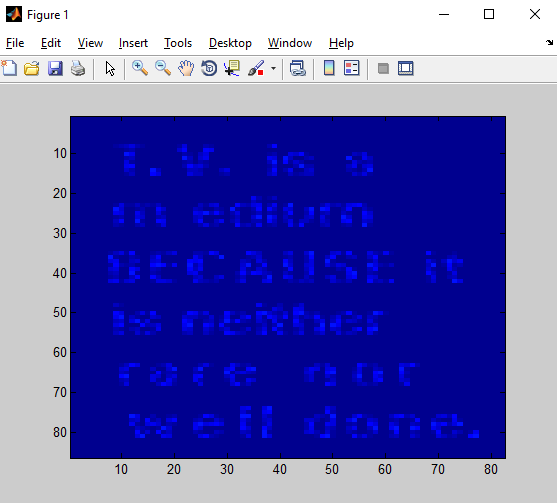 Figure 1
File Edit View Insert Tools Desktop Window Help
10
20
30
40
50
60
70
80
T.V. is a
medium
BECAUSE it
is neither
rare nor
well done.
10 20 30 40 50 60 70 80